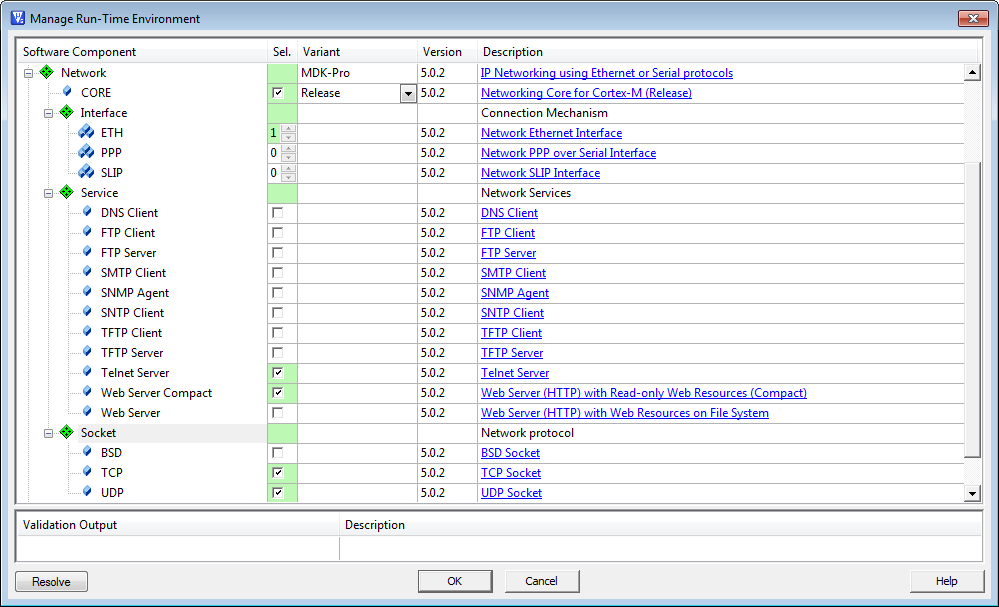 Manage Run-Time Environment
Software Component Sel. Variant Version Description
Network MDK-Pro 5.0.2 IP Networking using Ethernet or Serial protocols
CORE Release 5.0.2 Networking Core for Cortex-M (Release)
Interface Connection Mechanism
ETH 1 5.0.2 Network Ethernet Interface
PPP 0 5.0.2 Network PPP over Serial Interface
SLIP 0 5.0.2 Network SLIP Interface
Service Network Services
DNS Client 5.0.2 DNS Client
FTP Client 5.0.2 FTP Client
FTP Server 5.0.2 FTP Server
SMTP Client 5.0.2 SMTP Client
SNMP Agent 5.0.2 SNMP Agent
SNTP Client 5.0.2 SNTP Client
TFTP Client 5.0.2 TFTP Client
TFTP Server 5.0.2 TFTP Server
Telnet Server 5.0.2 Telnet Server
Web Server Compact 5.0.2 Web Server (HTTP) with Read-only Web Resources (Compact)
Web Server 5.0.2 Web Server (HTTP) with Web Resources on File System
Socket Network protocol
BSD 5.0.2 BSD Socket
TCP 5.0.2 TCP Socket
UDP 5.0.2 UDP Socket
Validation Output Description
Resolve OK Cancel Help